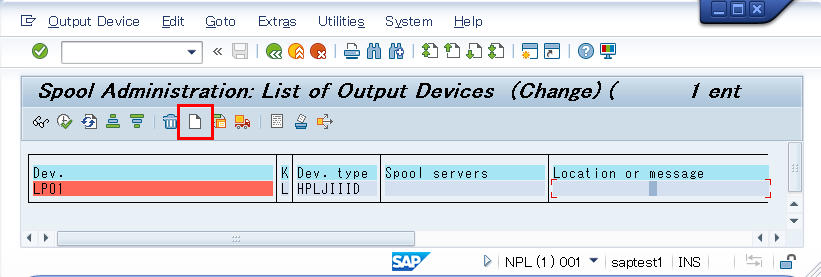 Output Device Edit Goto Extras Utilities System Help
Spool Administration: List of Output Devices (Change) ( 1 ent
Dev. K Dev. type Spool servers Location or message
LP01 L HPLJIIID
SAP NPL (1) 001 saptest1 INS